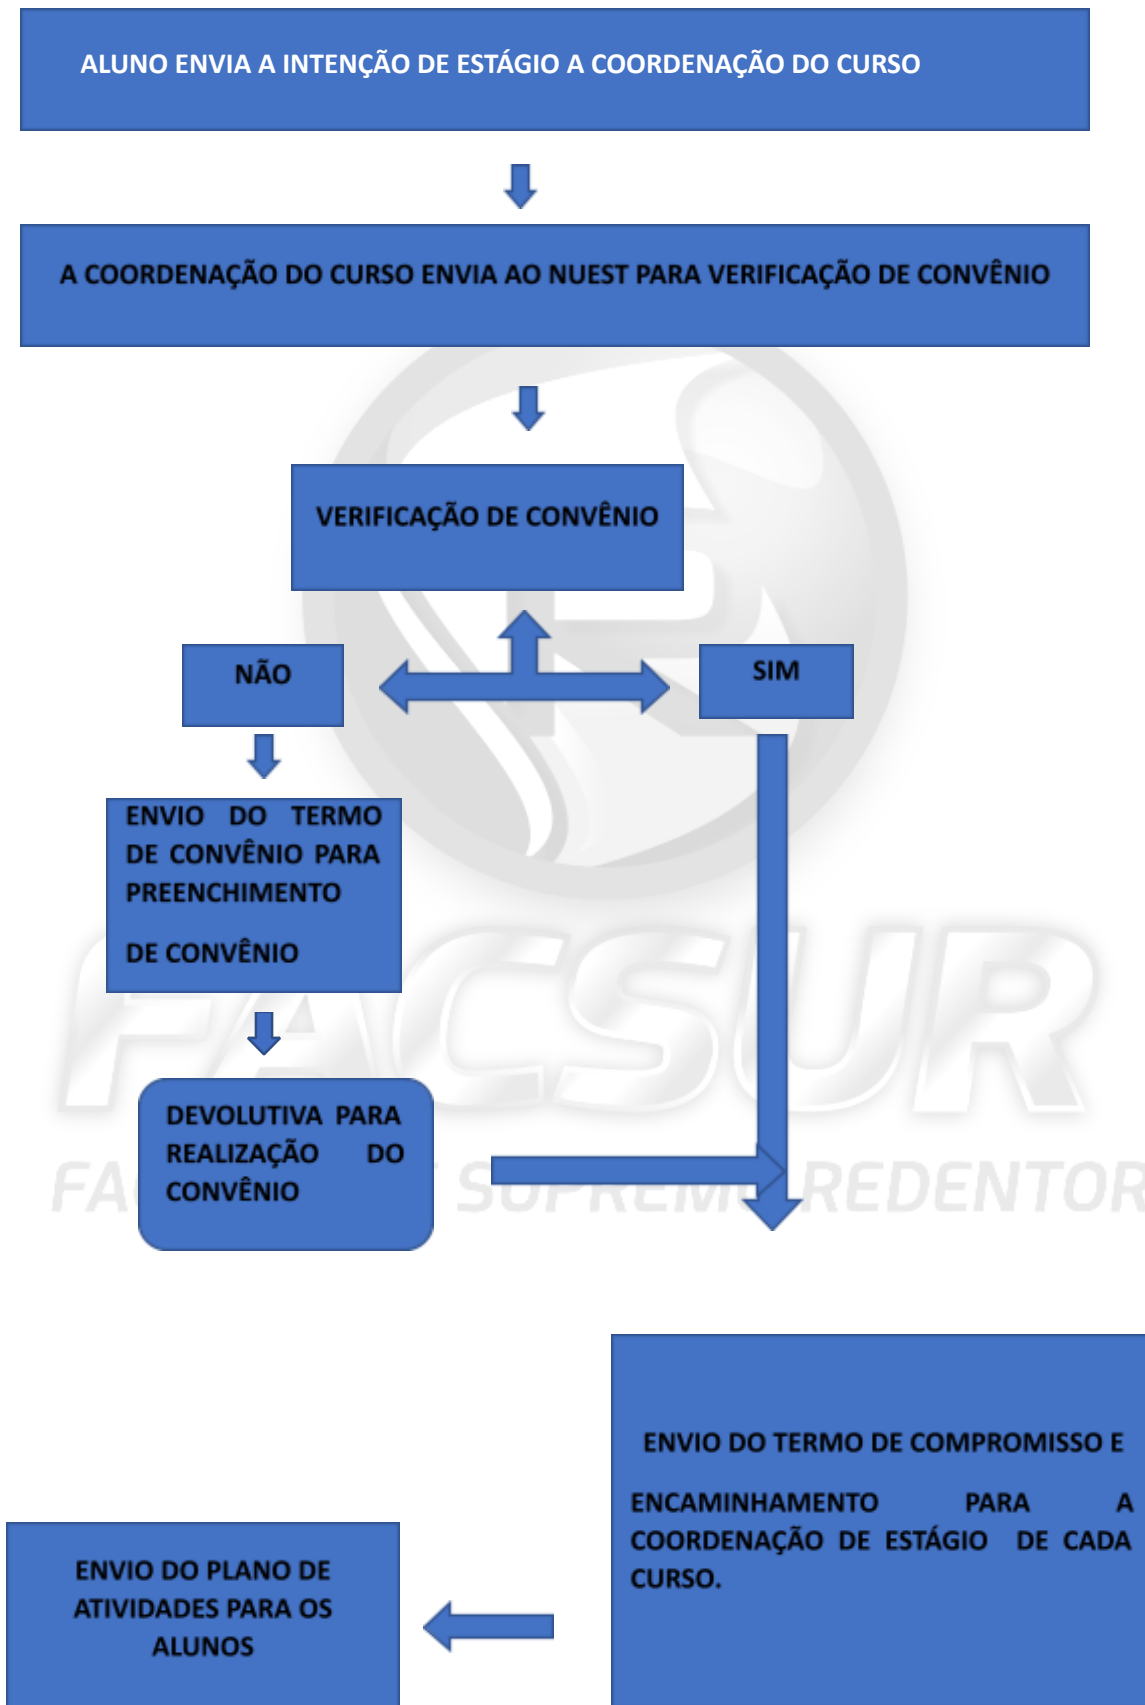 ALUNO ENVIA A INTENÇÃO DE ESTÁGIO A COORDENAÇÃO DO CURSO
A COORDENAÇÃO DO CURSO ENVIA AO NUEST PARA VERIFICAÇÃO DE CONVÊNIO
VERIFICAÇÃO DE CONVÊNIO
NÃO
SIM
ENVIO DO TERMO
DE CONVÊNIO PARA
PREENCHIMENTO
DE CONVÊNIO
FACSUR
DEVOLUTIVA PARA
REALIZAÇÃO DO
CONVÊNIO
SUPREMO REDENTOR
ENVIO DO TERMO DE COMPROMISSO E
ENCAMINHAMENTO PARA A
COORDENAÇÃO DE ESTÁGIO DE CADA
CURSO.
ENVIO DO PLANO DE
ATIVIDADES PARA OS
ALUNOS